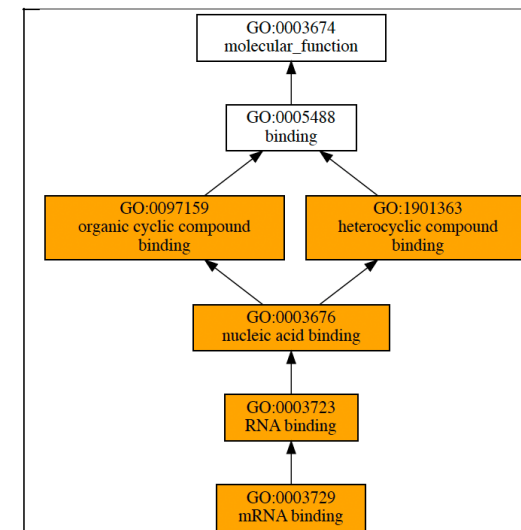 GO:0003674
molecular_function
GO:0005488
binding
GO:0097159
organic cyclic compound
binding
GO:1901363
heterocyclic compound
binding
GO:0003676
nucleic acid binding
GO:0003723
RNA binding
GO:0003729
mRNA binding